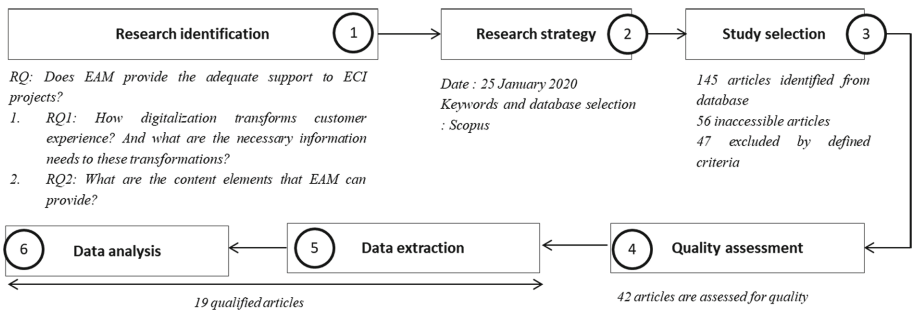 Research identification
1
RQ: Does EAM provide the adequate support to ECI
projects?
1. RQ1: How digitalization transforms customer
experience? And what are the necessary information
needs to these transformations?
2. RQ2: What are the content elements that EAM can
provide?
Research strategy
2
Date : 25 January 2020
Keywords and database selection
: Scopus
Study selection
3
145 articles identified from
database
56 inaccessible articles
47 excluded by defined
criteria
4
Quality assessment
42 articles are assessed for quality
5
Data extraction
6
Data analysis
19 qualified articles